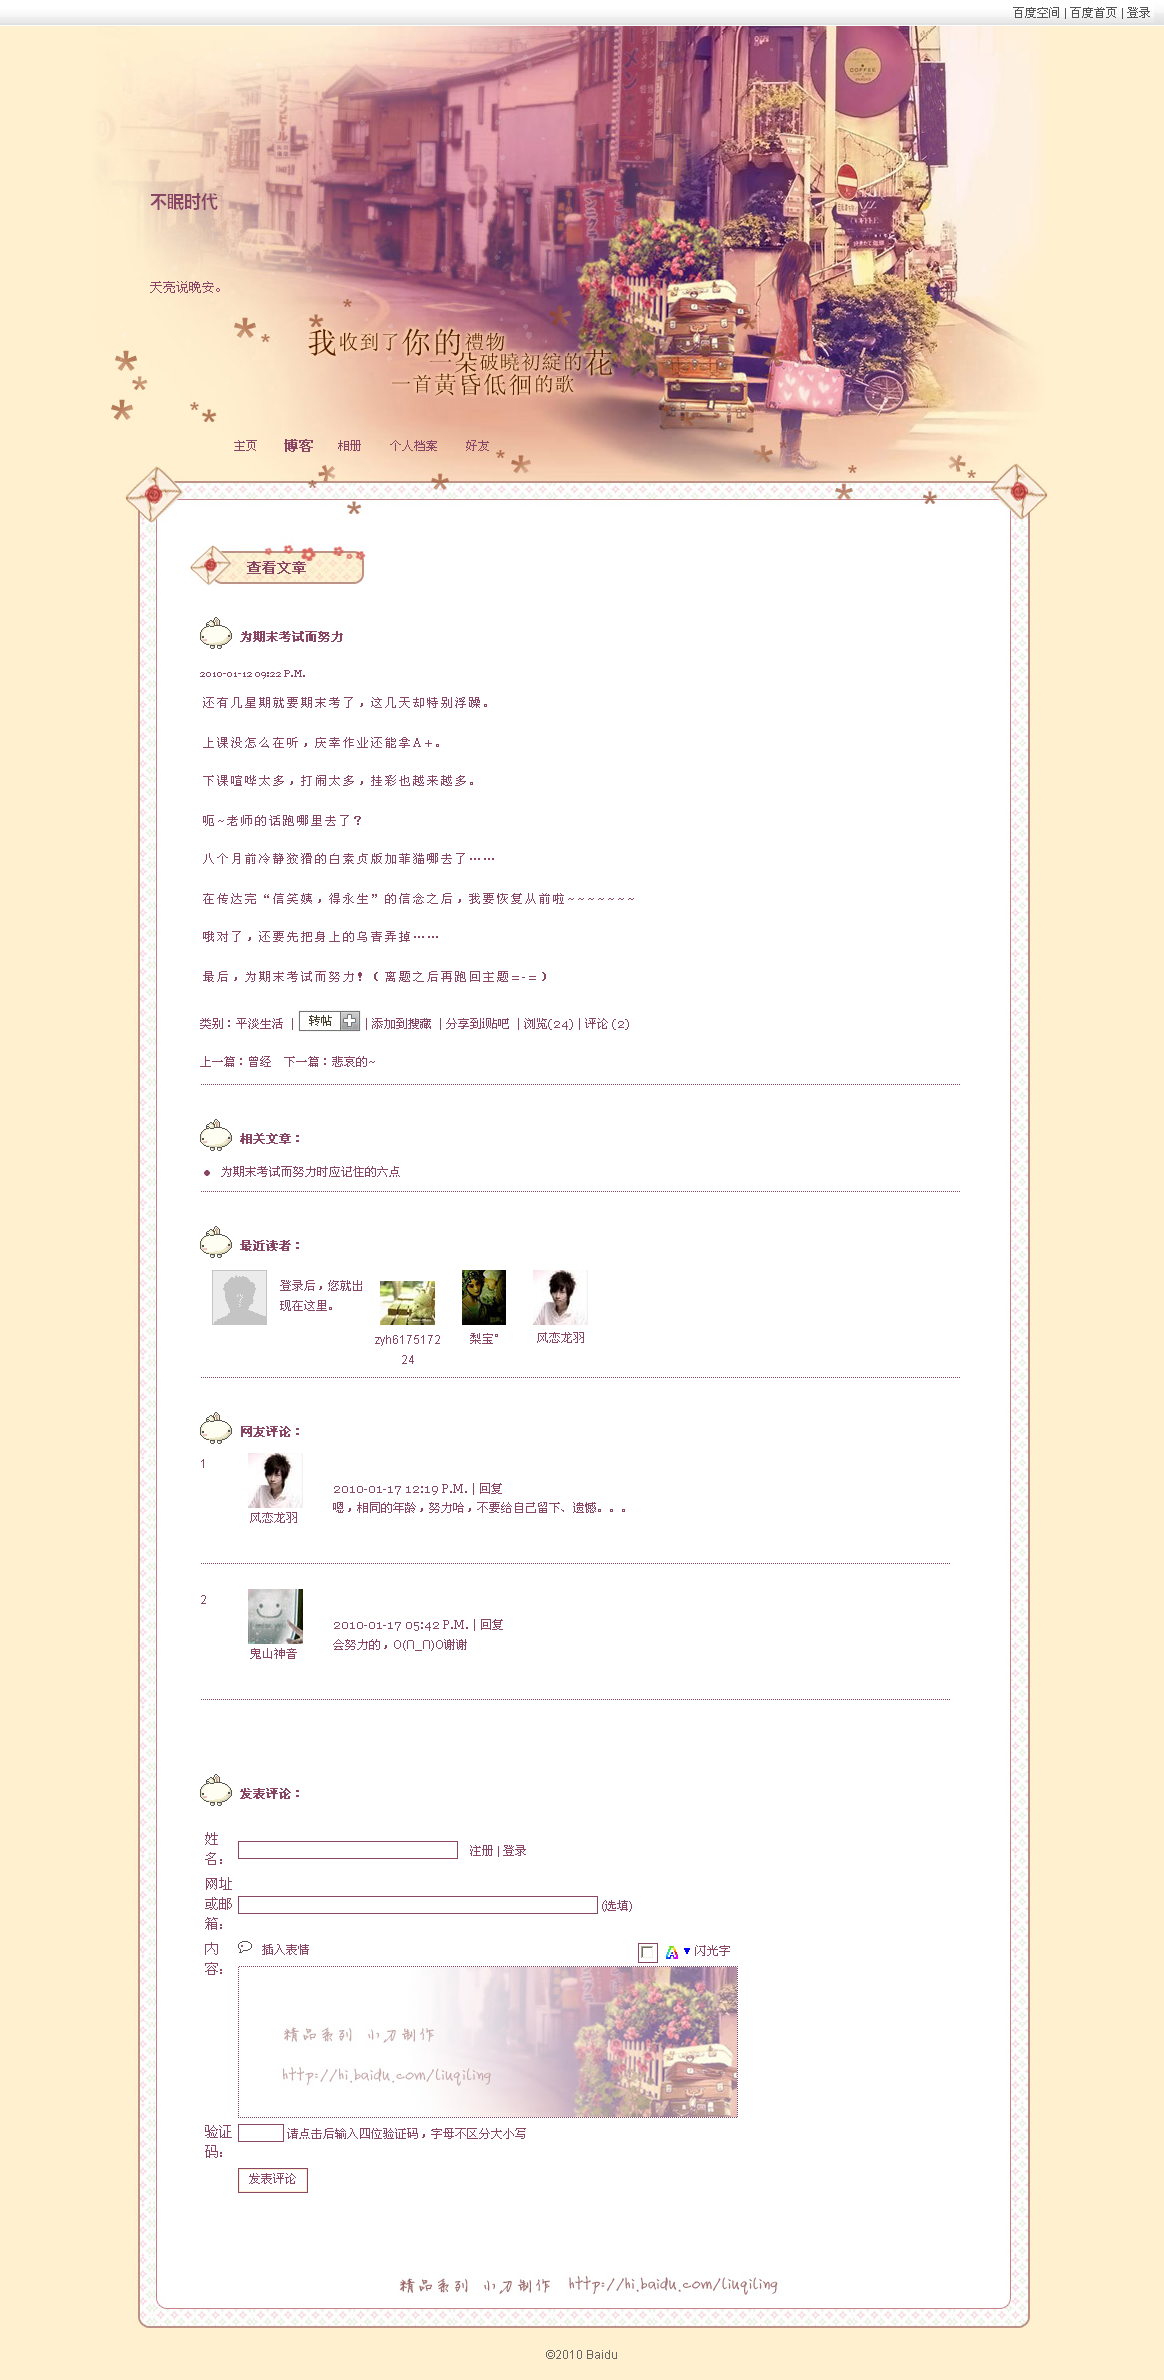 百度空间 | 百度首页 | 登录
COFFEE
不眠时代
天亮说晚安。
我收到了你的禮物
一朵破曉初綻的花
一首黃昏低徊的歌
主页 博客 相册 个人档案 好友
查看文章
为期末考试而努力
2010-01-12 09:22 P.M.
还有几星期就要期末考了，这几天却特别浮躁。
上课没怎么在听，庆幸作业还能拿A+。
下课喧哗太多，打闹太多，挂彩也越来越多。
呃~老师的话跑哪里去了？
八个月前冷静狡猾的白素贞版加菲猫哪去了……
在传达完“信笑姨，得永生”的信念之后，我要恢复从前啦~~~~~~~
哦对了，还要先把身上的乌青弄掉……
最后，为期末考试而努力！（离题之后再跑回主题=-=）
类别：平淡生活 | 转帖 | 添加到搜藏 | 分享到i贴吧 | 浏览(24) | 评论 (2)
上一篇：曾经 下一篇：悲哀的~
相关文章：
• 为期末考试而努力时应记住的六点
最近读者：
登录后，您就出
现在这里。
zyh6175172
24
梨宝°
风恋龙羽
网友评论：
1
风恋龙羽
2010-01-17 12:19 P.M. | 回复
嗯，相同的年龄，努力哈，不要给自己留下、遗憾。。。
2
鬼山神音
2010-01-17 05:42 P.M. | 回复
会努力的，O(∩_∩)O谢谢
发表评论：
姓
名：
注册 | 登录
网址
或邮
箱：
(选填)
内
容：
插入表情
A ▼ 闪光字
精品系列 小刀制作
http://hi.baidu.com/liuqiling
验证
码：
请点击后输入四位验证码，字母不区分大小写
发表评论
精品系列 小刀制作 http://hi.baidu.com/liuqiling
©2010 Baidu